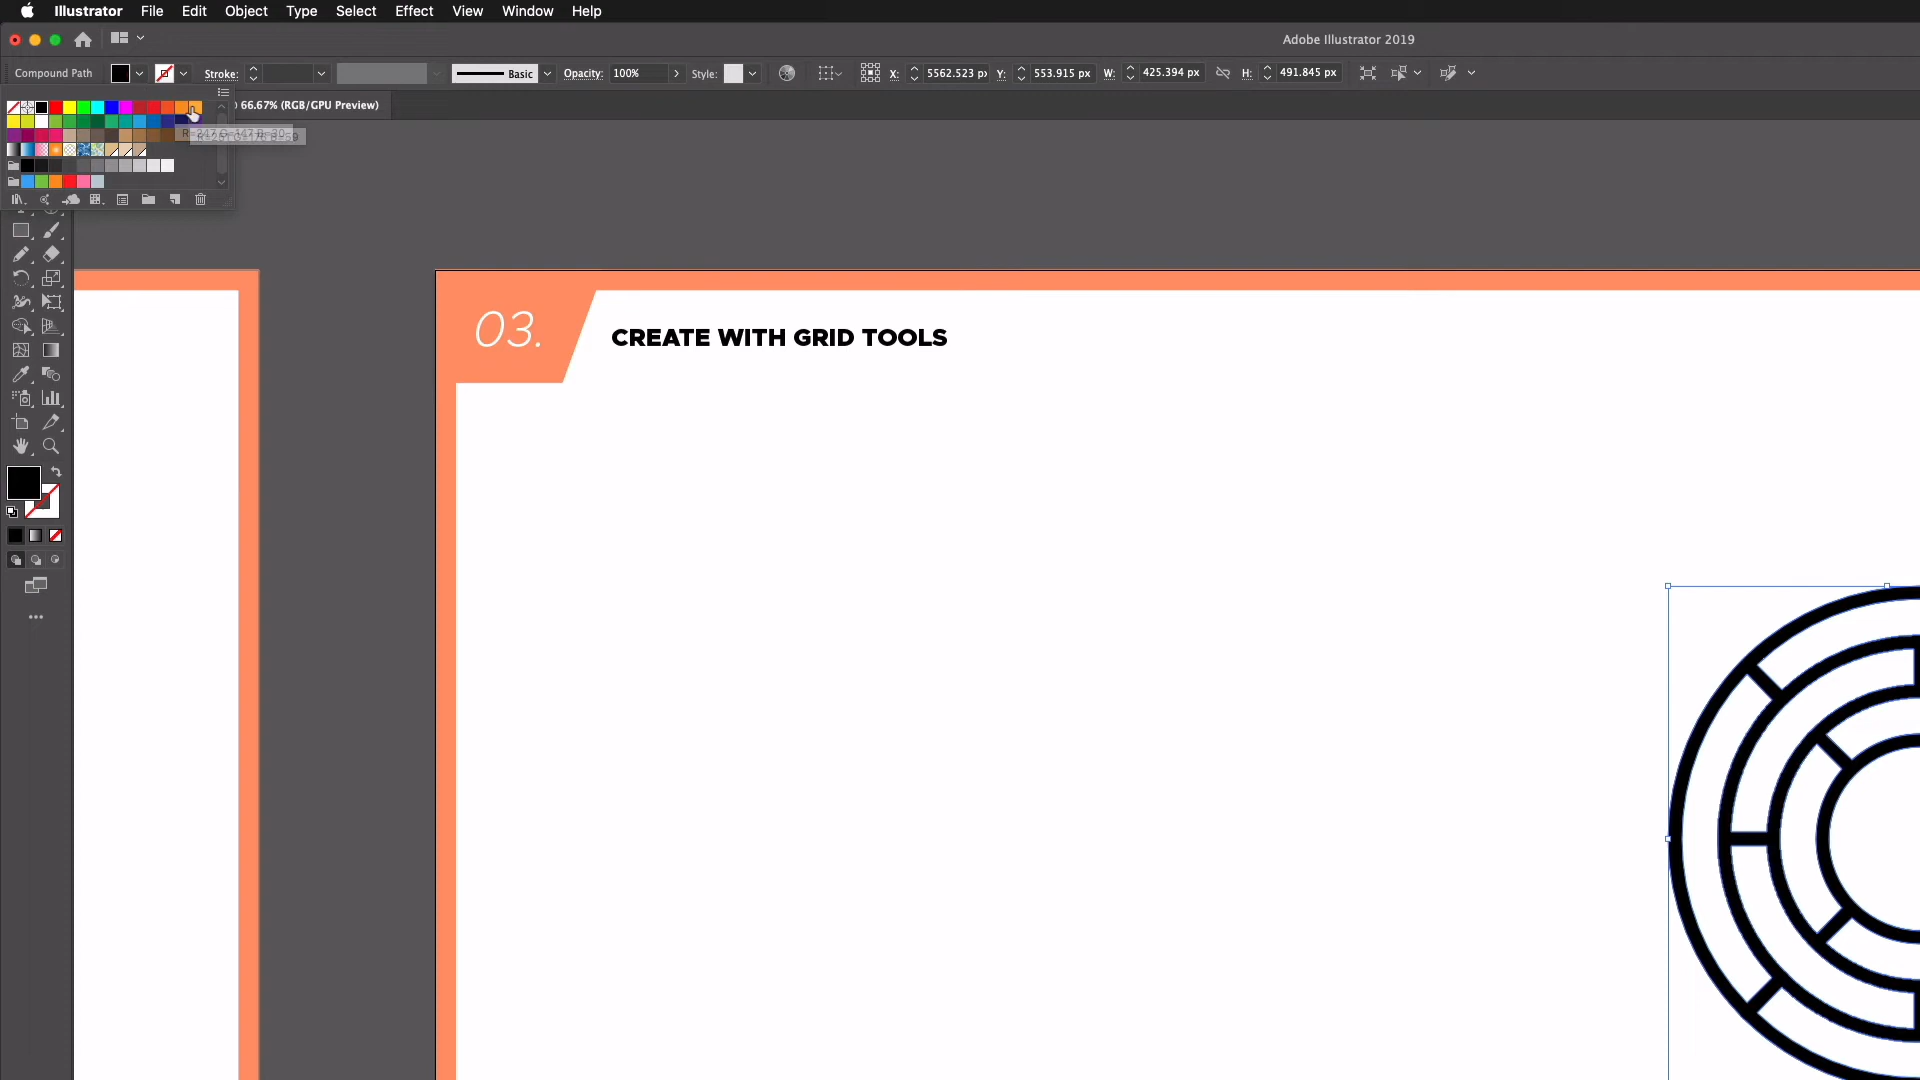 Illustrator File Edit Object Type Select Effect View Window Help
Adobe Illustrator 2019
Compound Path Stroke: Basic Opacity: 100% Style: X: 5562.523 px Y: 553.915 px W: 425.394 px H: 491.845 px
66.67% (RGB/GPU Preview)
03.
CREATE WITH GRID TOOLS